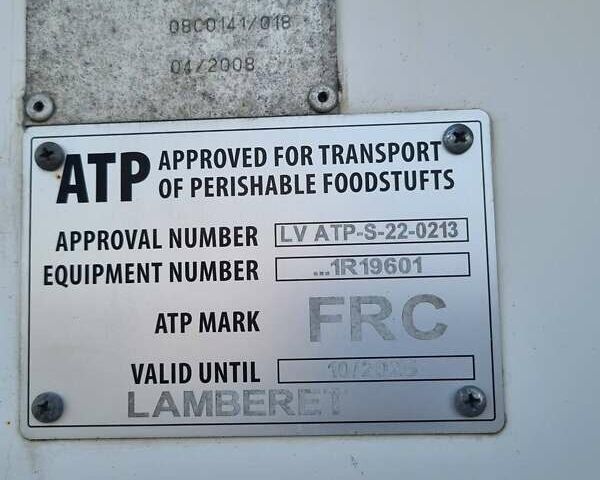 08C0141/018
04/2008
ATP APPROVED FOR TRANSPORT
OF PERISHABLE FOODSTUFTS
APPROVAL NUMBER LV ATP-S-22-0213
EQUIPMENT NUMBER ...1R19601
ATP MARK FRC
VALID UNTIL
LAMBERET